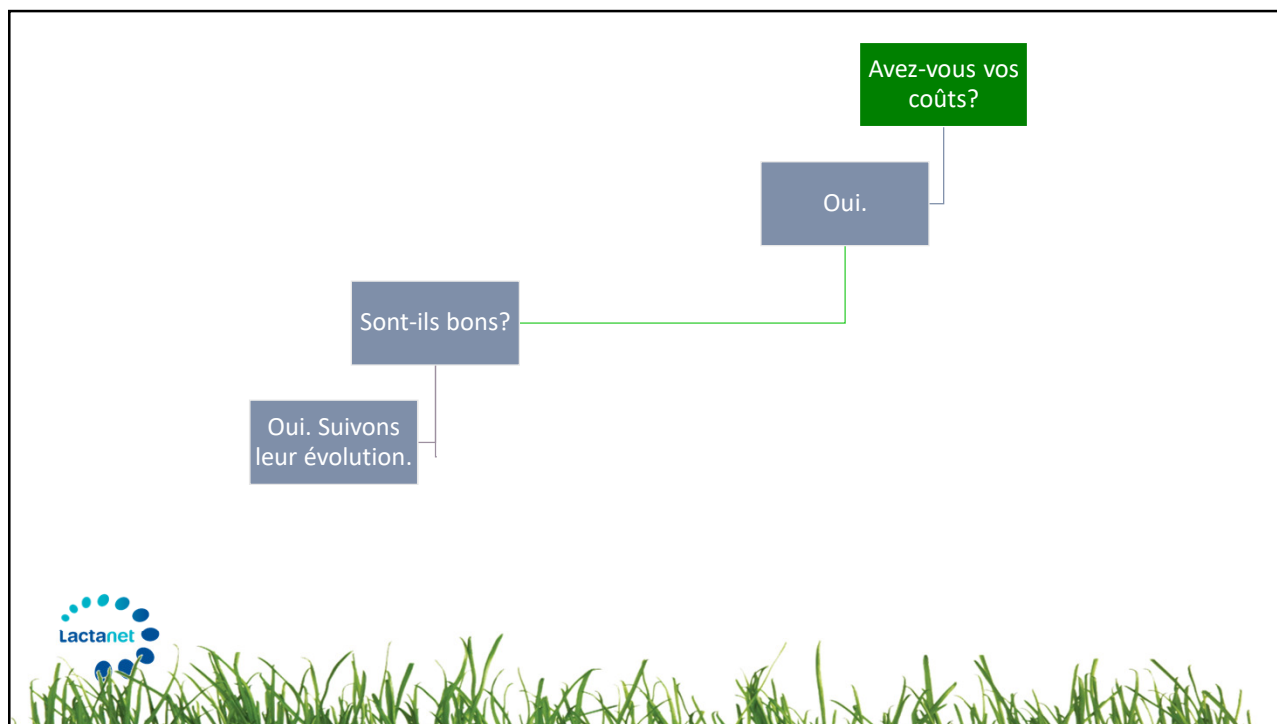 Avez-vous vos
coûts?
Oui.
Sont-ils bons?
Oui. Suivons
leur évolution.
Lactanet